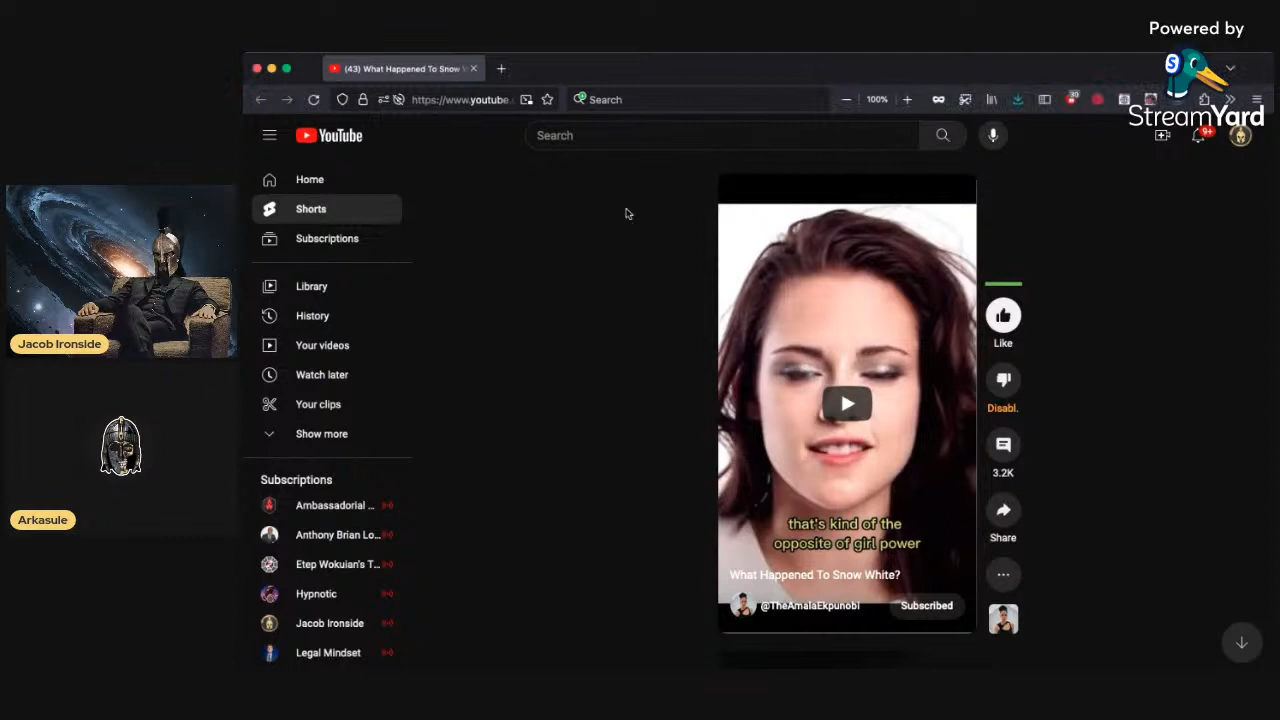 Powered by
StreamYard
(43) What Happened To Snow W
https://www.youtube.
Search
100%
30
YouTube
Search
9+
Home
Shorts
Subscriptions
Library
History
Your videos
Watch later
Your clips
Show more
Subscriptions
Ambassadorial ...
Anthony Brian Lo...
Etep Wokuian's T...
Hypnotic
Jacob Ironside
Legal Mindset
Jacob Ironside
Arkasule
that's kind of the
opposite of girl power
What Happened To Snow White?
@TheAmalaEkpunobi
Subscribed
Like
Disabl.
3.2K
Share